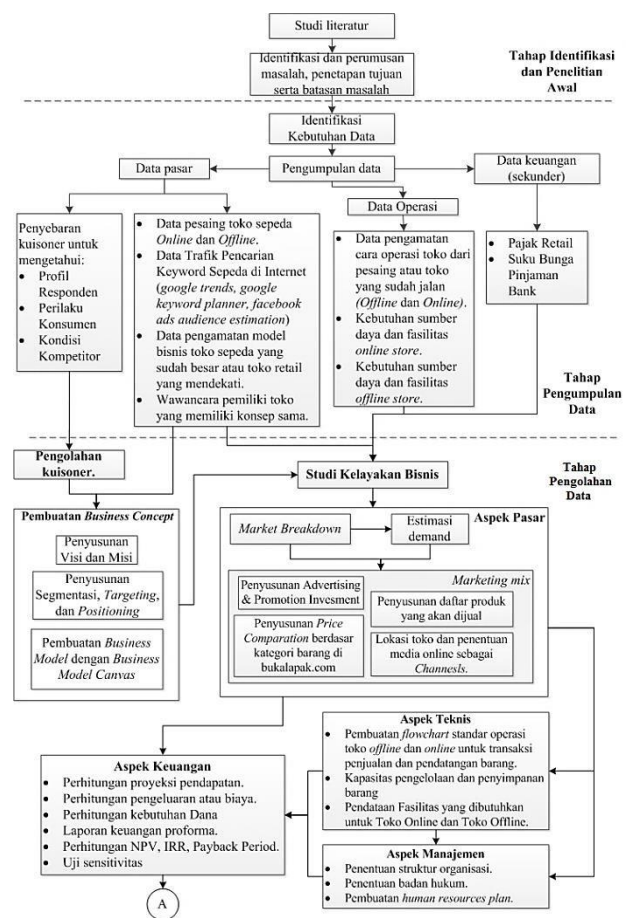 Studi literatur
Identifikasi dan perumusan
masalah, penetapan tujuan
serta batasan masalah
Tahap Identifikasi
dan Penelitian
Awal
Identifikasi
Kebutuhan Data
Data pasar
Pengumpulan data
Data keuangan
(sekunder)
Data Operasi
Penyebaran
kuisoner untuk
mengetahui:
• Profil
Responden
• Perilaku
Konsumen
• Kondisi
Kompetitor
• Data pesaing toko sepeda
Online dan Offline.
• Data Trafik Pencarian
Keyword Sepeda di Internet
(google trends, google
keyword planner, facebook
ads audience estimation)
• Data pengamatan model
bisnis toko sepeda yang
sudah besar atau toko retail
yang mendekati.
• Wawancara pemiliki toko
yang memiliki konsep sama.
• Data pengamatan
cara operasi toko dari
pesaing atau toko
yang sudah jalan
(Offline dan Online).
• Kebutuhan sumber
daya dan fasilitas
online store.
• Kebutuhan sumber
daya dan fasilitas
offline store.
• Pajak Retail
• Suku Bunga
Pinjaman
Bank
Tahap
Pengumpulan
Data
Pengolahan
kuisoner.
Studi Kelayakan Bisnis
Tahap
Pengolahan
Data
Pembuatan Business Concept
Penyusunan
Visi dan Misi
Penyusunan
Segmentasi, Targeting,
dan Positioning
Pembuatan Business
Model dengan Business
Model Canvas
Aspek Pasar
Market Breakdown
Estimasi
demand
Marketing mix
Penyusunan Advertising
& Promotion Invesment
Penyusunan Price
Comparation berdasar
kategori barang di
bukalapak.com
Penyusunan daftar produk
yang akan dijual
Lokasi toko dan penentuan
media online sebagai
Channesls.
Aspek Teknis
• Pembuatan flowchart standar operasi
toko offline dan online untuk transaksi
penjualan dan pendatangan barang.
• Kapasitas pengelolaan dan penyimpanan
barang
• Pendataan Fasilitas yang dibutuhkan
untuk Toko Online dan Toko Offline.
Aspek Keuangan
• Perhitungan proyeksi pendapatan.
• Perhitungan pengeluaran atau biaya.
• Perhitungan kebutuhan Dana
• Laporan keuangan proforma.
• Perhitungan NPV, IRR, Payback Period.
• Uji sensitivitas
Aspek Manajemen
• Penentuan struktur organisasi.
• Penentuan badan hukum.
• Pembuatan human resources plan.
A